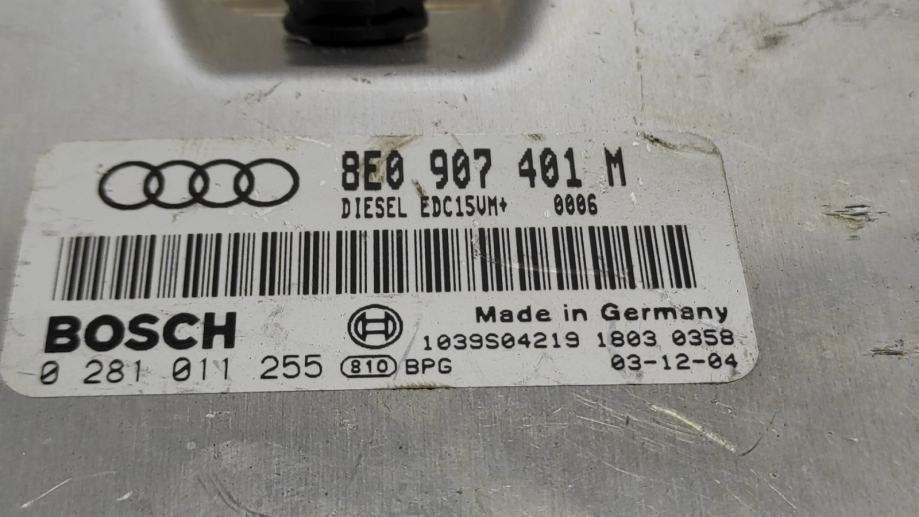 8E0 907 401 M
DIESEL EDC15VM+ 0006
BOSCH
Made in Germany
1039S04219 1803 0358
0 281 011 255 810 BPG 03-12-04